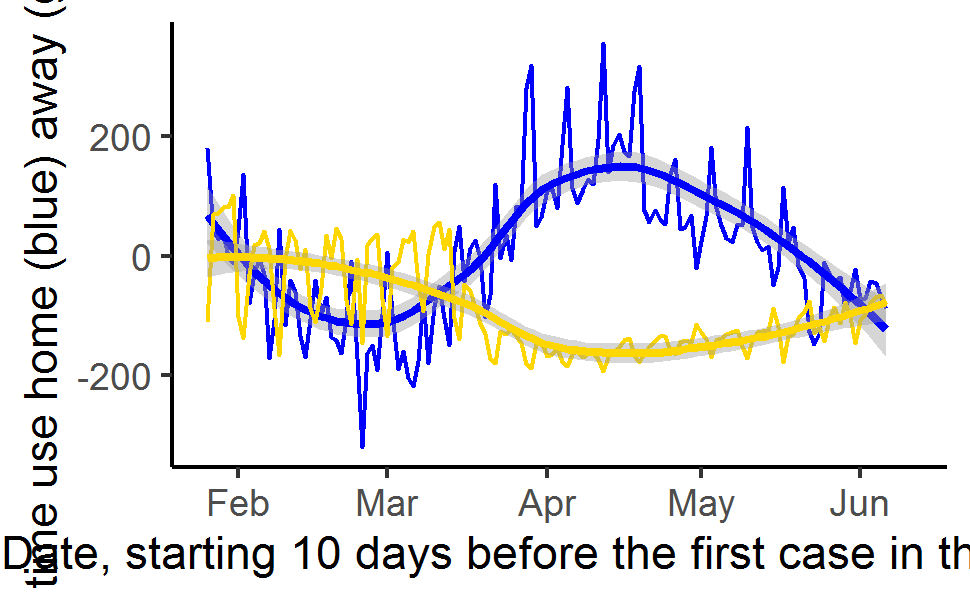 time use home (blue) away (
200
0
-200
Feb Mar Apr May Jun
Date, starting 10 days before the first case in th